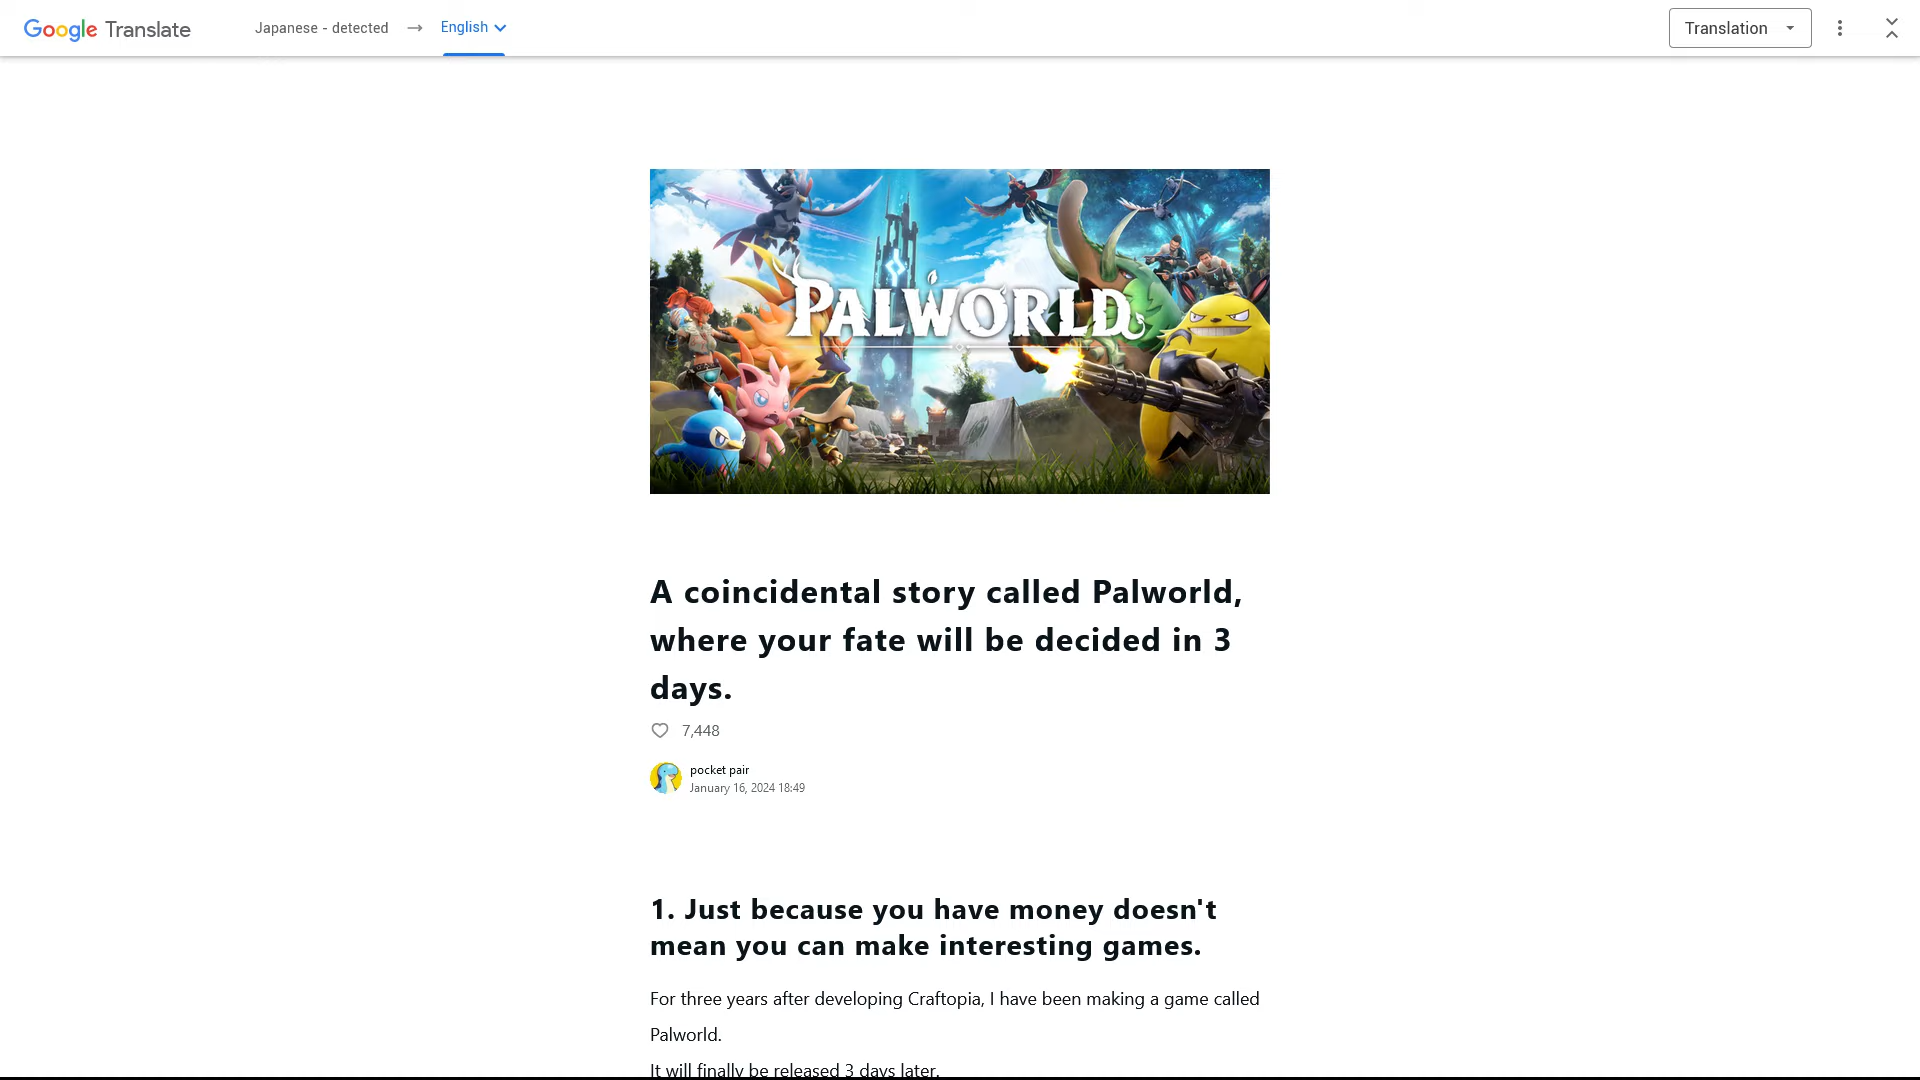 Google Translate
Japanese - detected → English
Translation
PALWORLD
A coincidental story called Palworld,
where your fate will be decided in 3
days.
7,448
pocket pair
January 16, 2024 18:49
1. Just because you have money doesn't
mean you can make interesting games.
For three years after developing Craftopia, I have been making a game called
Palworld.
It will finally be released 3 days later.